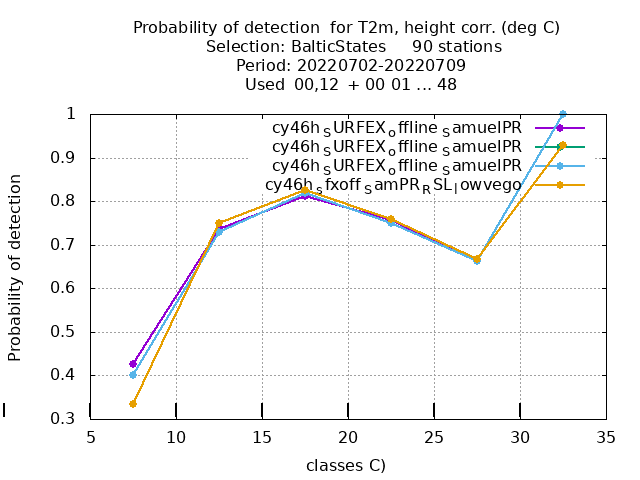 Probability of detection for T2m, height corr. (deg C)
Selection: BalticStates 90 stations
Period: 20220702-20220709
Used 00,12 + 00 01 ... 48
cy46h_SURFEX_offline_SamuelPR
cy46h_SURFEX_offline_SamuelPR
cy46h_SURFEX_offline_SamuelPR
cy46h_sfxoff_SamPR_RSL_lowvego
Probability of detection
1
0.9
0.8
0.7
0.6
0.5
0.4
0.3
5 10 15 20 25 30 35
classes C)